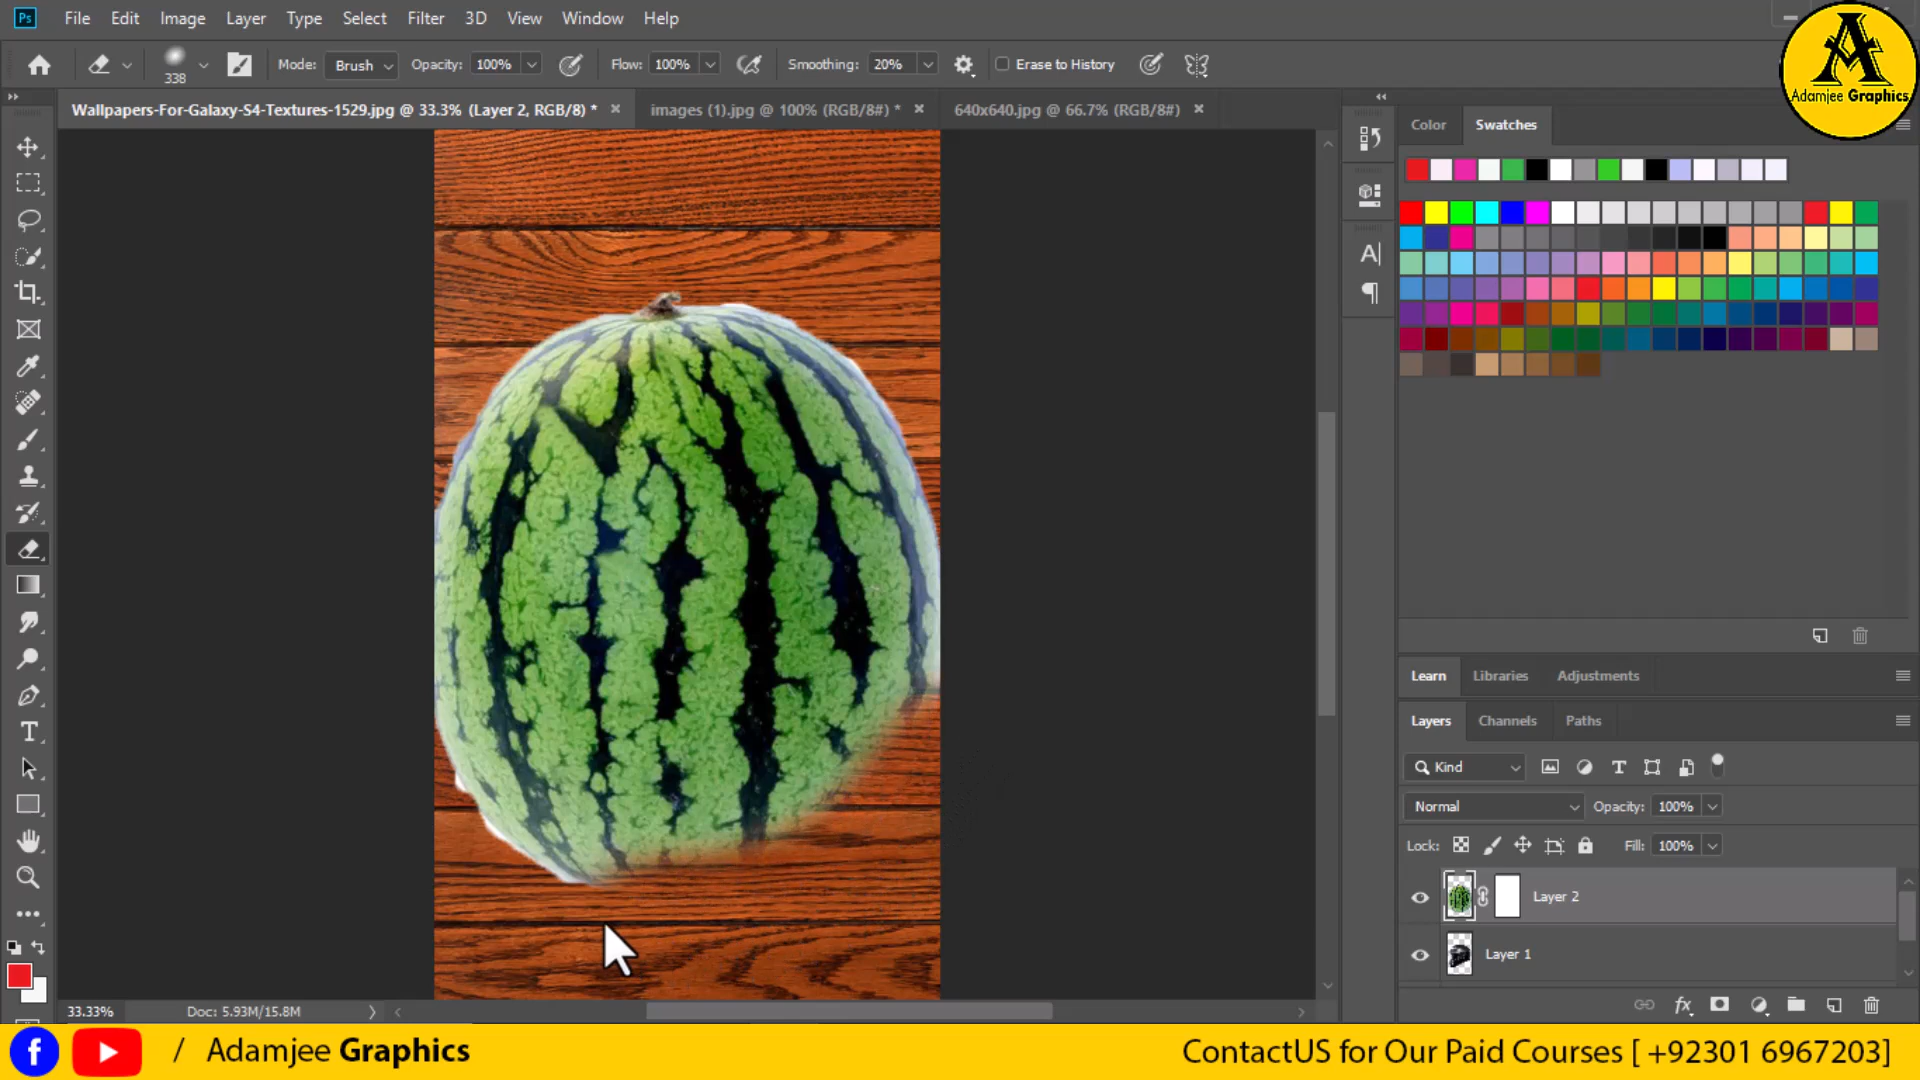 Ps File Edit Image Layer Type Select Filter 3D View Window Help
338 Mode: Brush Opacity: 100% Flow: 100% Smoothing: 20% Erase to History
A
Adamjee Graphics
Wallpapers-For-Galaxy-S4-Textures-1529.jpg @ 33.3% (Layer 2, RGB/8) * × images (1).jpg @ 100% (RGB/8#) * × 640x640.jpg @ 66.7% (RGB/8#) ×
Color Swatches
Learn Libraries Adjustments
Layers Channels Paths
Kind
Normal Opacity: 100%
Lock: Fill: 100%
Layer 2
Layer 1
33.33% Doc: 5.93M/15.8M
/ Adamjee Graphics
ContactUS for Our Paid Courses [ +92301 6967203]